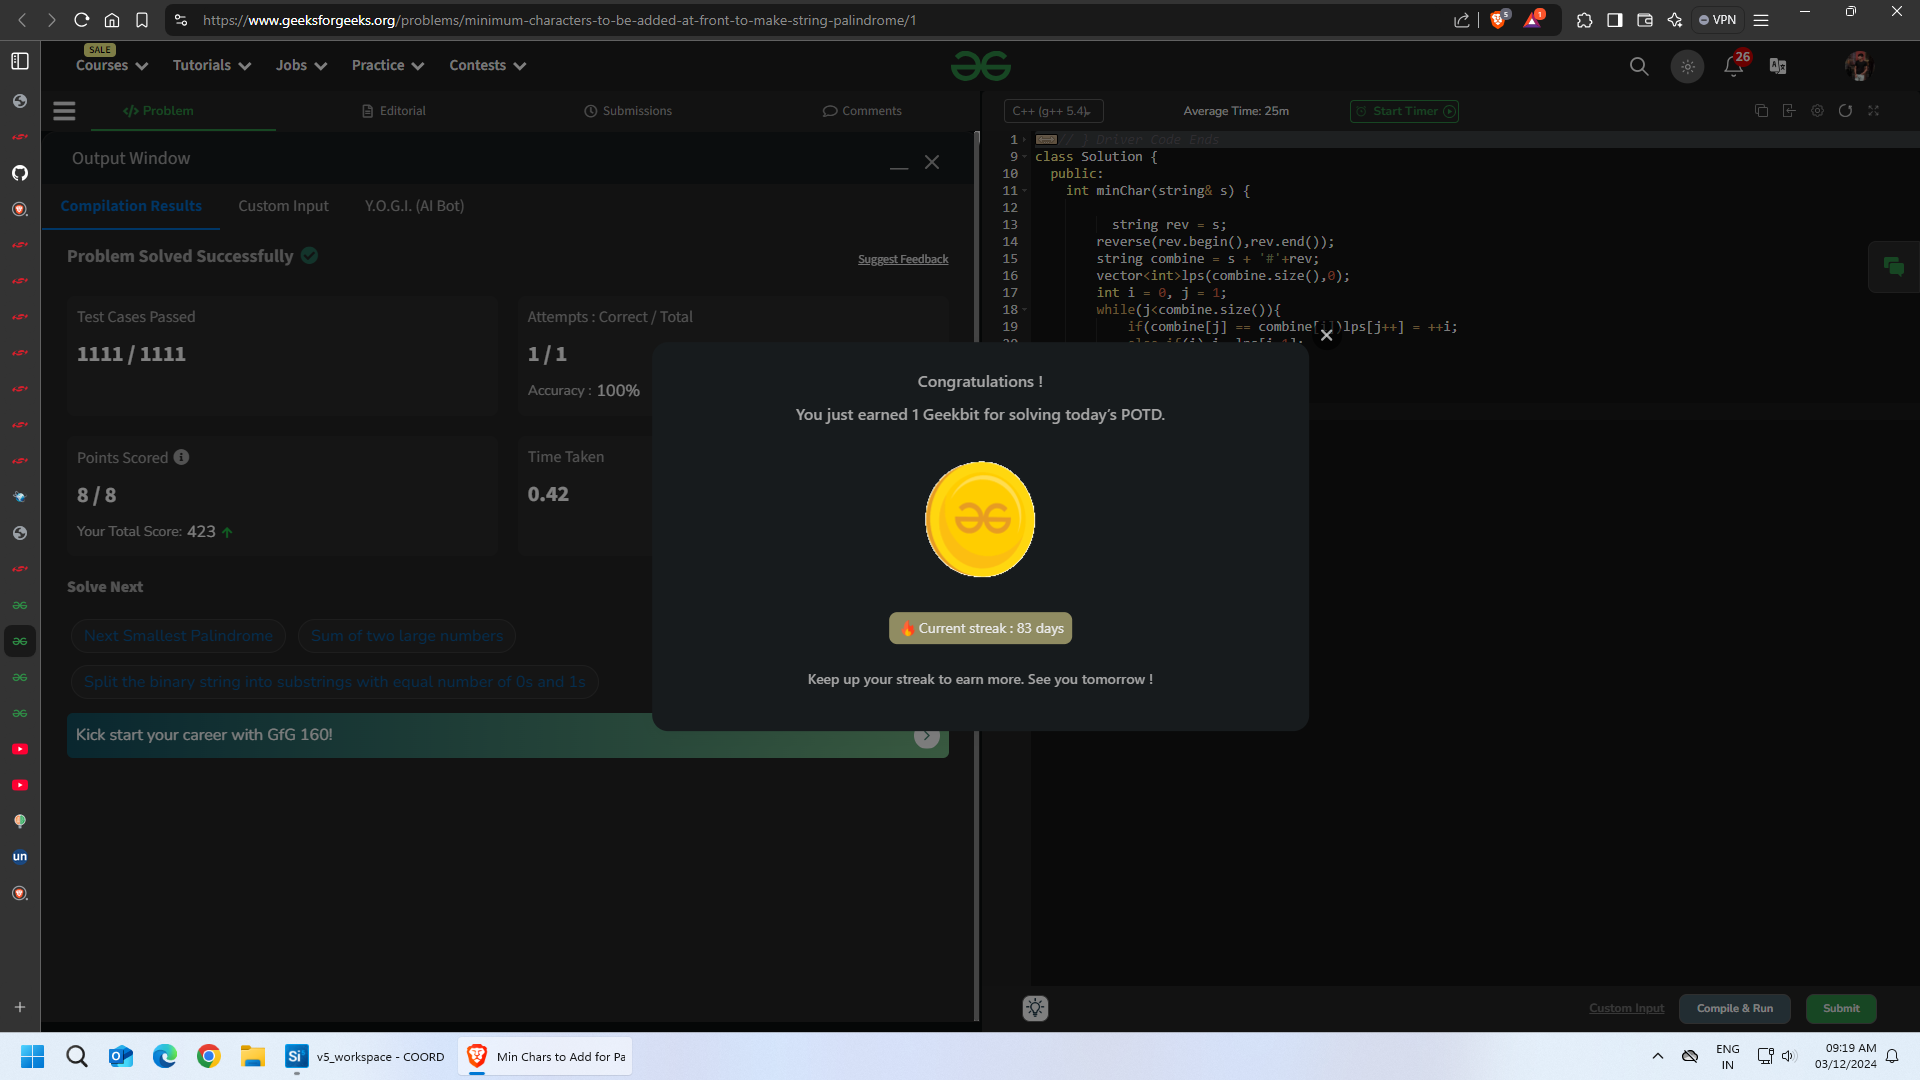 https://www.geeksforgeeks.org/problems/minimum-characters-to-be-added-at-front-to-make-string-palindrome/1
5
1
VPN
SALE
Courses
Tutorials
Jobs
Practice
Contests
26
Problem
Editorial
Submissions
Comments
C++ (g++ 5.4)
Average Time: 25m
Start Timer
Output Window
Compilation Results
Custom Input
Y.O.G.I. (AI Bot)
Problem Solved Successfully
Suggest Feedback
Test Cases Passed
1111 / 1111
Attempts : Correct / Total
1 / 1
Accuracy : 100%
Points Scored
8 / 8
Your Total Score: 423
Time Taken
0.42
Solve Next
Next Smallest Palindrome
Sum of two large numbers
Split the binary string into substrings with equal number of 0s and 1s
Kick start your career with GfG 160!
1 // } Driver Code Ends
9 class Solution {
10 public:
11 int minChar(string& s) {
12
13 string rev = s;
14 reverse(rev.begin(),rev.end());
15 string combine = s + '#'+rev;
16 vector<int>lps(combine.size(),0);
17 int i = 0, j = 1;
18 while(j<combine.size()){
19 if(combine[j] == combine[i])lps[j++] = ++i;
Congratulations !
You just earned 1 Geekbit for solving today's POTD.
Current streak : 83 days
Keep up your streak to earn more. See you tomorrow !
un
Custom Input
Compile & Run
Submit
Si
v5_workspace - COORD
Min Chars to Add for Pa
ENG
IN
09:19 AM
03/12/2024